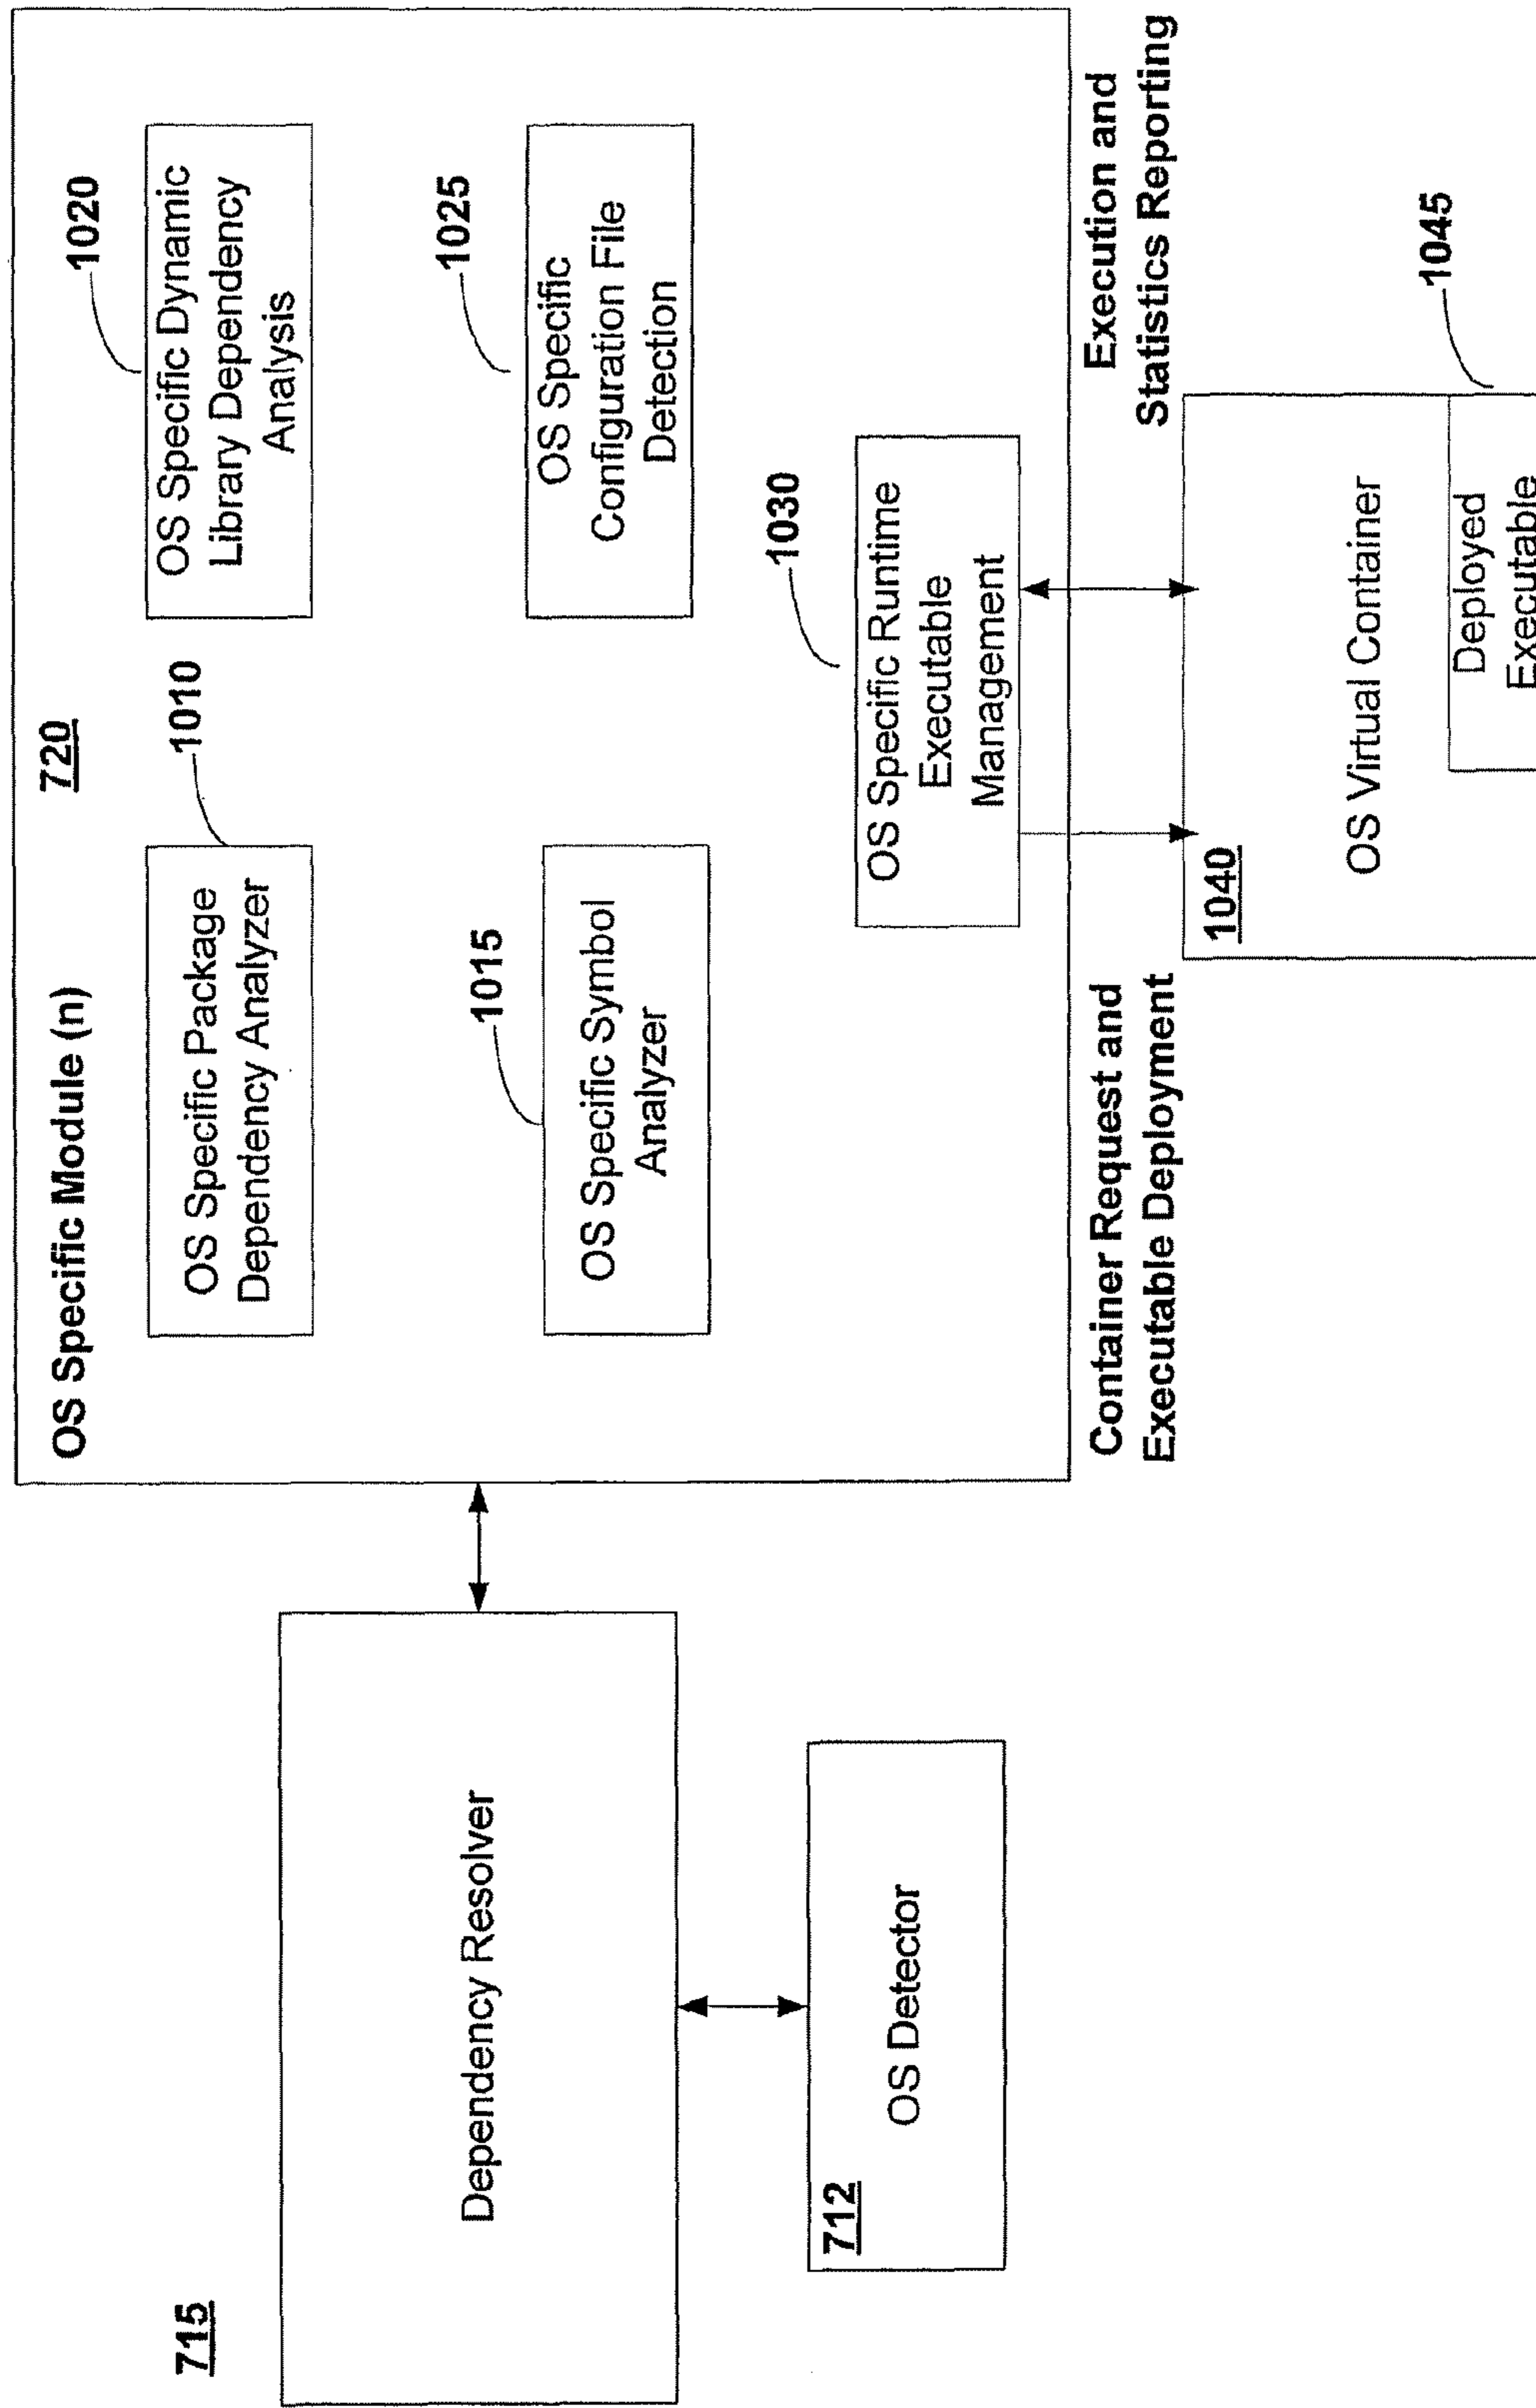 715
Dependency Resolver
712
OS Detector
OS Specific Module (n)
720
OS Specific Package
Dependency Analyzer
1010
OS Specific Dynamic
Library Dependency
Analysis
1020
OS Specific Symbol
Analyzer
1015
OS Specific
Configuration File
Detection
1025
OS Specific Runtime
Executable
Management
1030
Container Request and
Executable Deployment
Execution and
Statistics Reporting
1040
OS Virtual Container
Deployed
Executable
1045